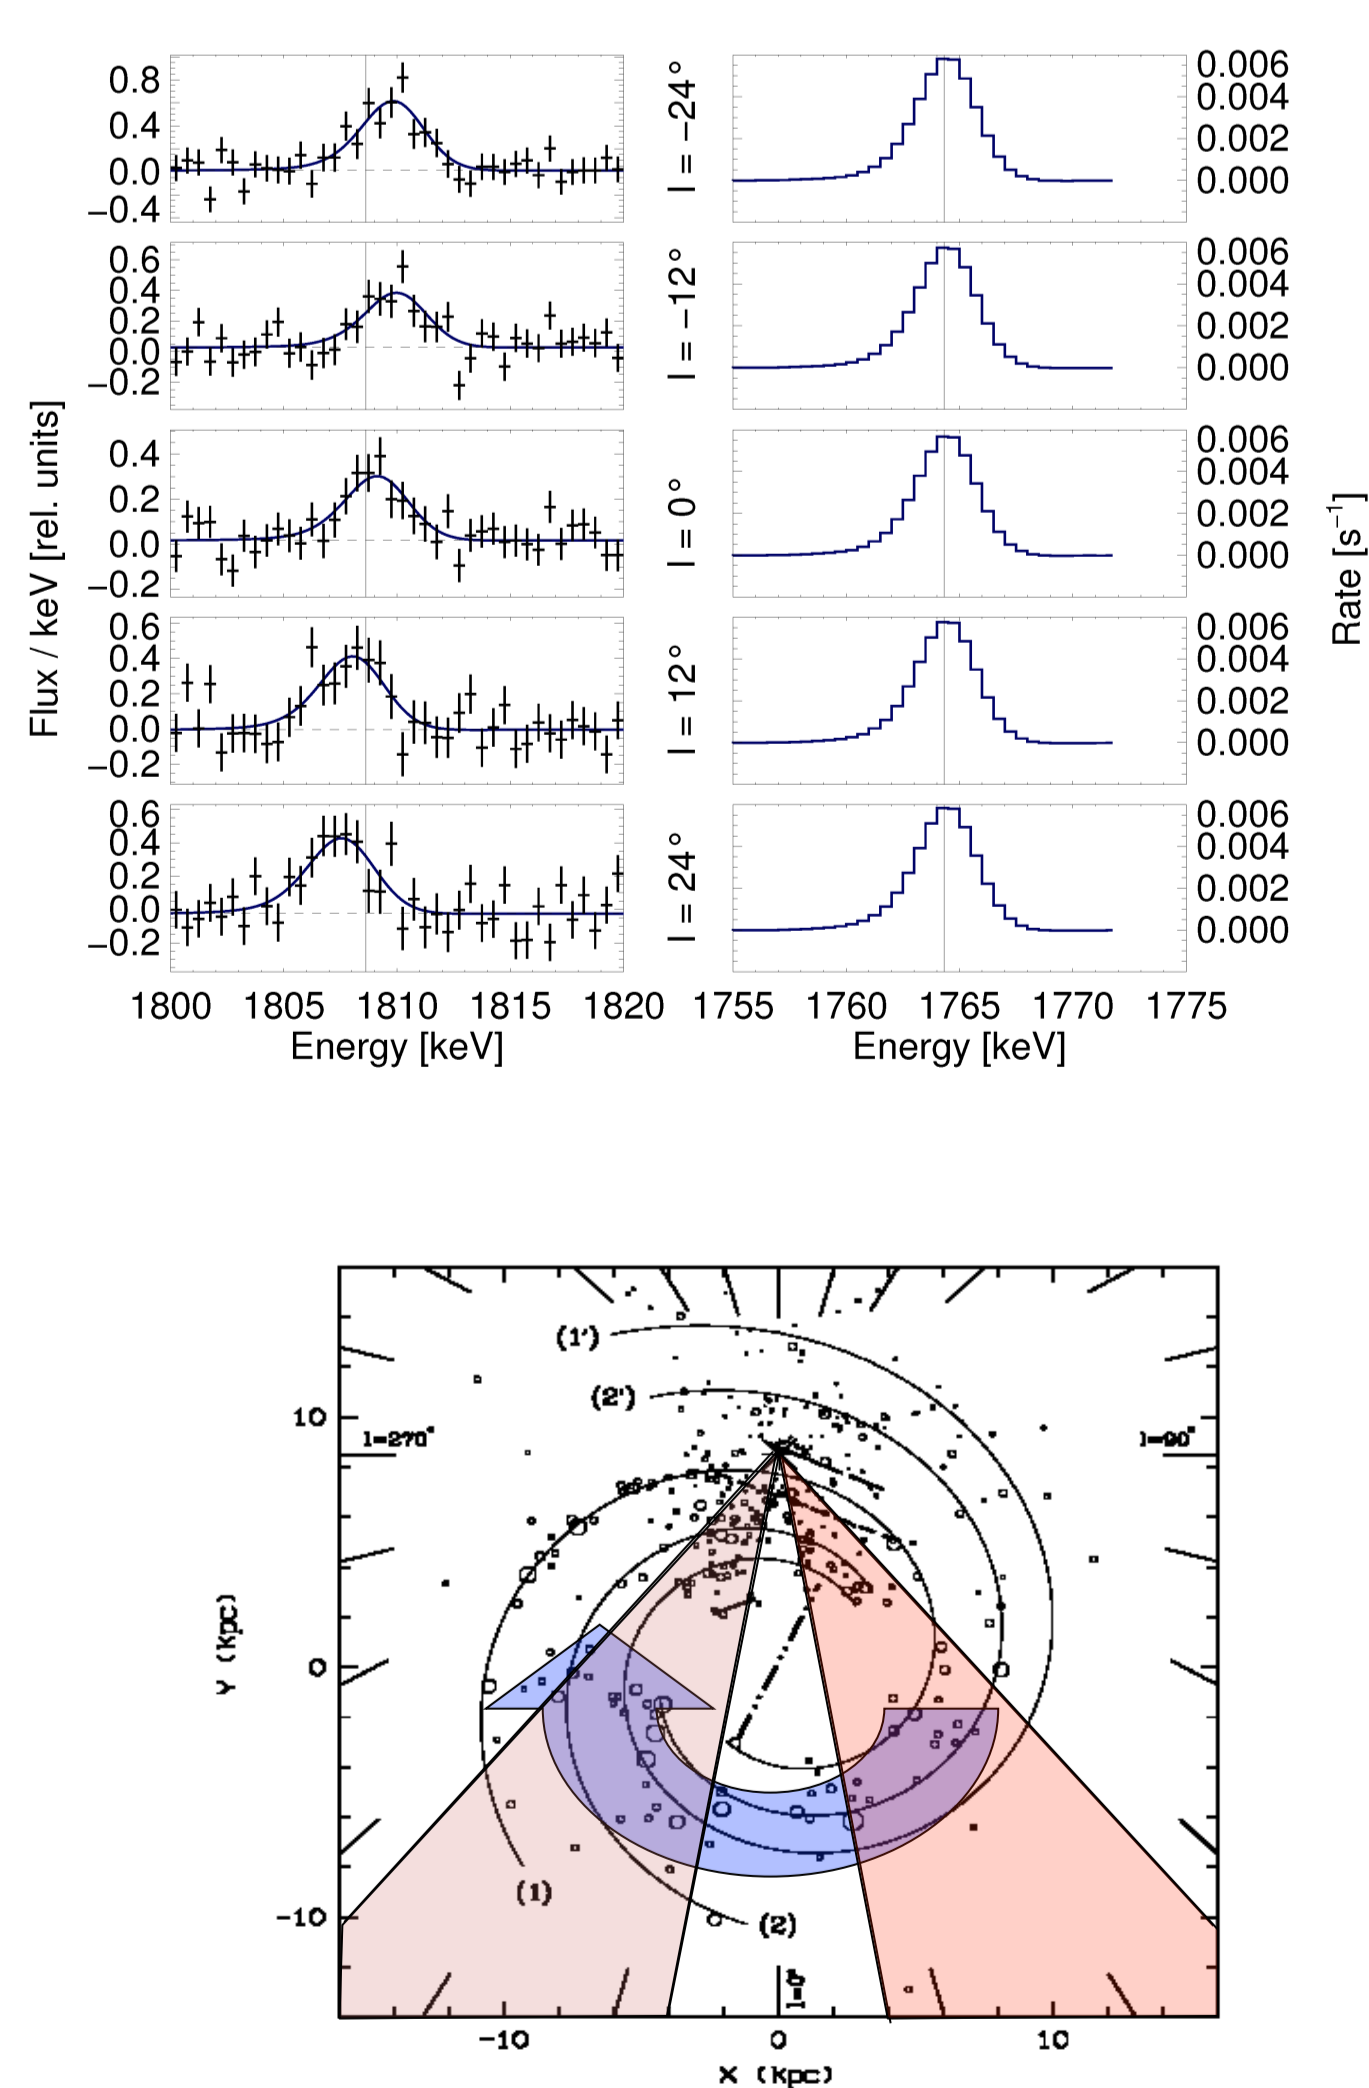 0.8
0.4
0.0
−0.4
l = −24°
0.006
0.004
0.002
0.000
0.6
0.4
0.2
0.0
−0.2
l = −12°
0.006
0.004
0.002
0.000
0.4
0.2
0.0
−0.2
l = 0°
0.006
0.004
0.002
0.000
0.6
0.4
0.2
0.0
−0.2
l = 12°
0.006
0.004
0.002
0.000
0.6
0.4
0.2
0.0
−0.2
l = 24°
0.006
0.004
0.002
0.000
Flux / keV [rel. units]
Rate [s⁻¹]
1800 1805 1810 1815 1820
1755 1760 1765 1770 1775
Energy [keV]
Energy [keV]
(1')
(2')
10
l=270°
l=90°
0
Y (kpc)
(1)
(2)
-10
l=0°
-10 0 10
X (kpc)